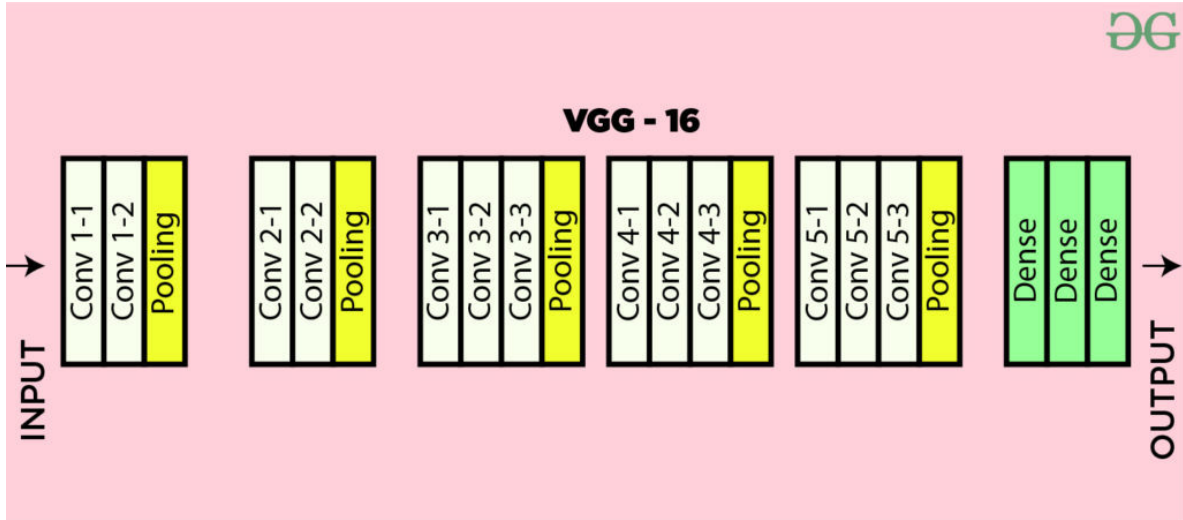 VGG - 16
INPUT
Conv 1-1
Conv 1-2
Pooling
Conv 2-1
Conv 2-2
Pooling
Conv 3-1
Conv 3-2
Conv 3-3
Pooling
Conv 4-1
Conv 4-2
Conv 4-3
Pooling
Conv 5-1
Conv 5-2
Conv 5-3
Pooling
Dense
Dense
Dense
OUTPUT